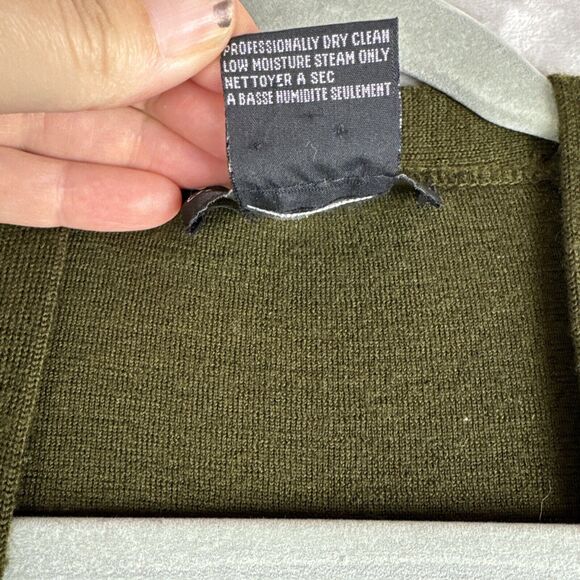 PROFESSIONALLY DRY CLEAN
LOW MOISTURE STEAM ONLY
NETTOYER A SEC
A BASSE HUMIDITE SEULEMENT